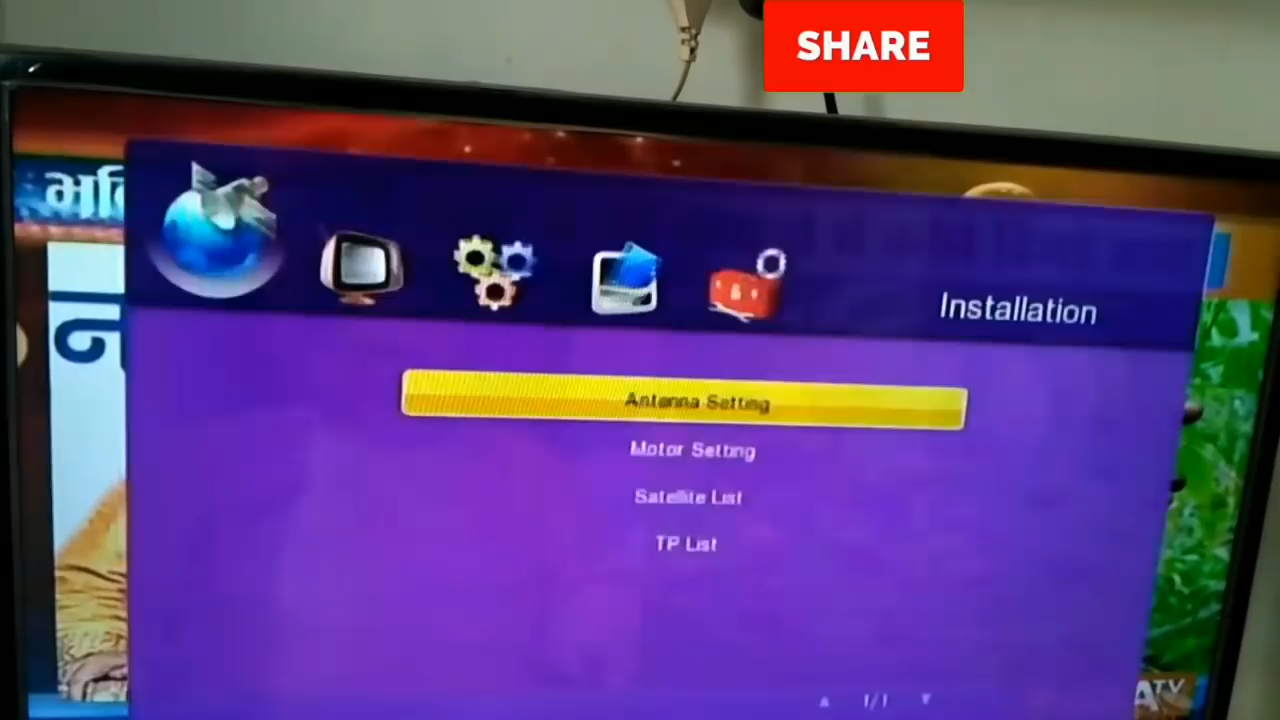 SHARE
Installation
Antenna Setting
Motor Setting
Satellite List
TP List
1/1